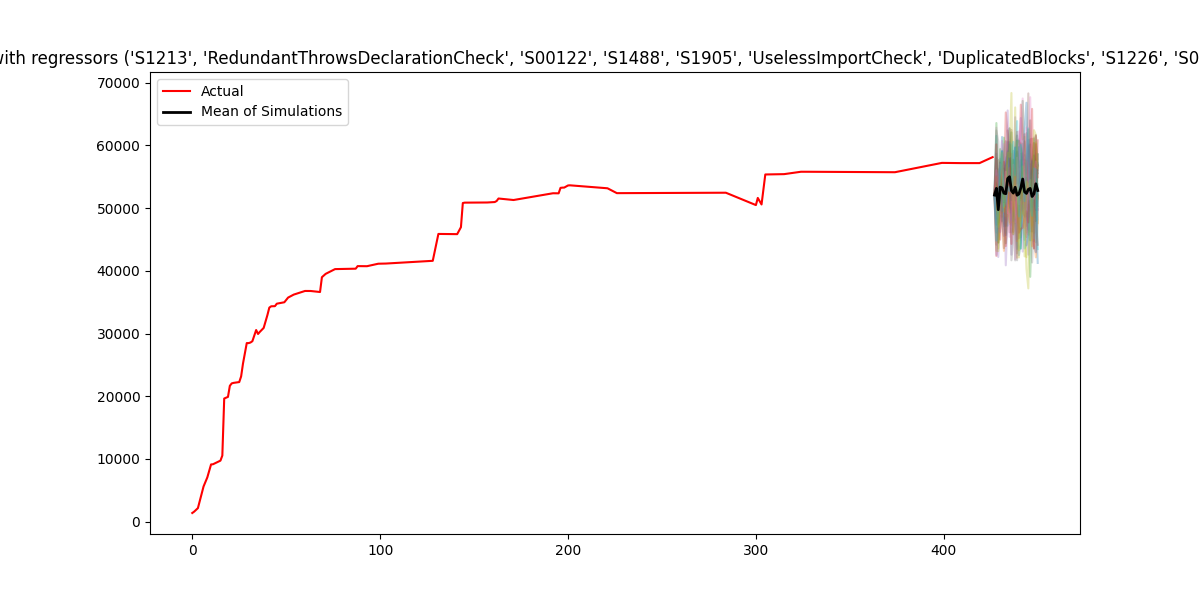 with regressors ('S1213', 'RedundantThrowsDeclarationCheck', 'S00122', 'S1488', 'S1905', 'UselessImportCheck', 'DuplicatedBlocks', 'S1226', 'S0
70000
60000
50000
40000
30000
20000
10000
0
Actual
Mean of Simulations
0 100 200 300 400